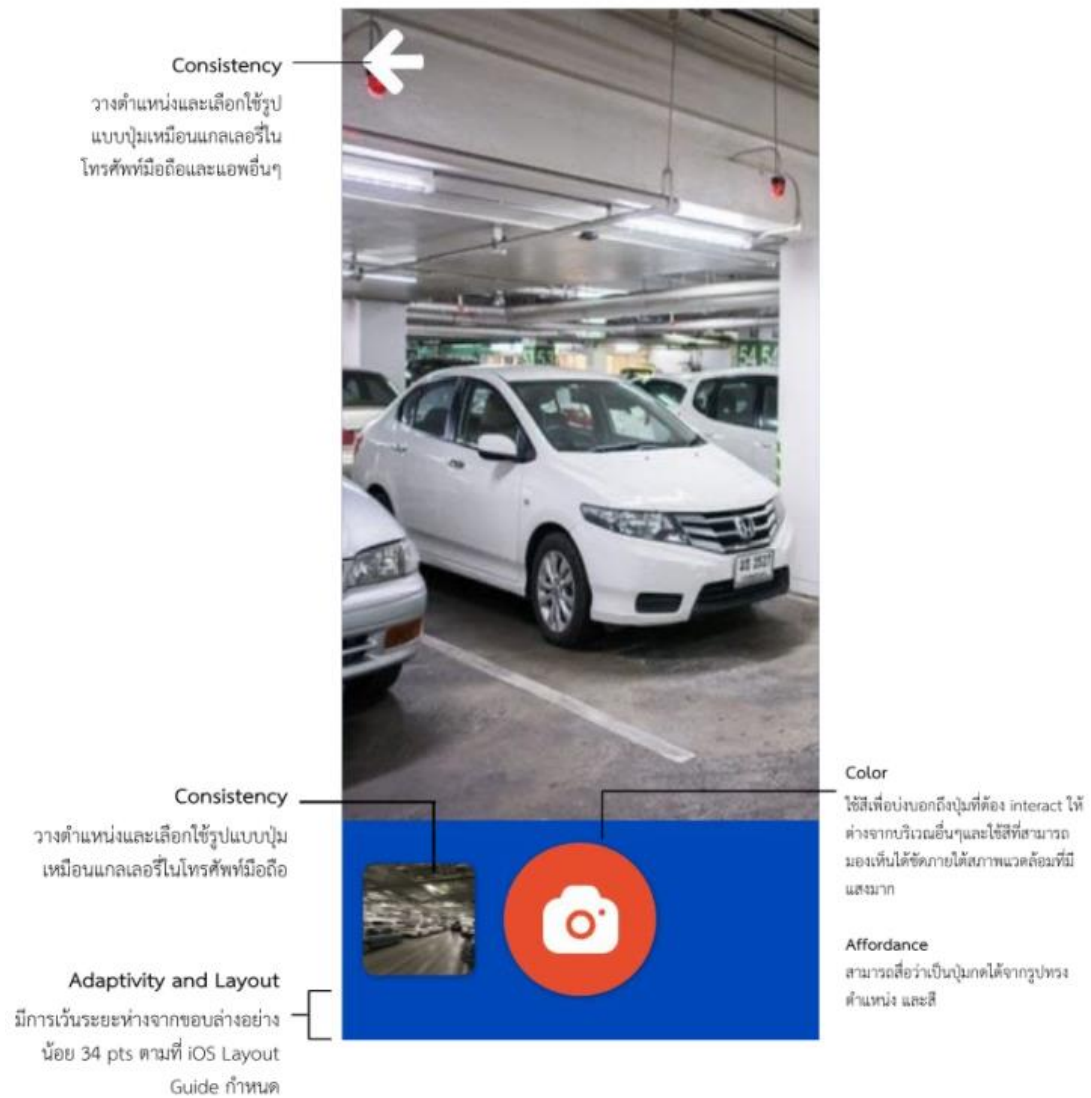 Consistency
วางตำแหน่งและเลือกใช้รูป
แบบปุ่มเหมือนแกลเลอรี่ใน
โทรศัพท์มือถือและแอพอื่นๆ
54 54
Consistency
วางตำแหน่งและเลือกใช้รูปแบบปุ่ม
เหมือนแกลเลอรี่ในโทรศัพท์มือถือ
Adaptivity and Layout
มีการเว้นระยะห่างจากขอบล่างอย่าง
น้อย 34 pts ตามที่ iOS Layout
Guide กำหนด
Color
ใช้สีเพื่อบ่งบอกถึงปุ่มที่ต้อง interact ให้
ต่างจากบริเวณอื่นๆและใช้สีที่สามารถ
มองเห็นได้ชัดภายใต้สภาพแวดล้อมที่มี
แสงมาก
Affordance
สามารถสื่อว่าเป็นปุ่มกดได้จากรูปทรง
ตำแหน่ง และสี